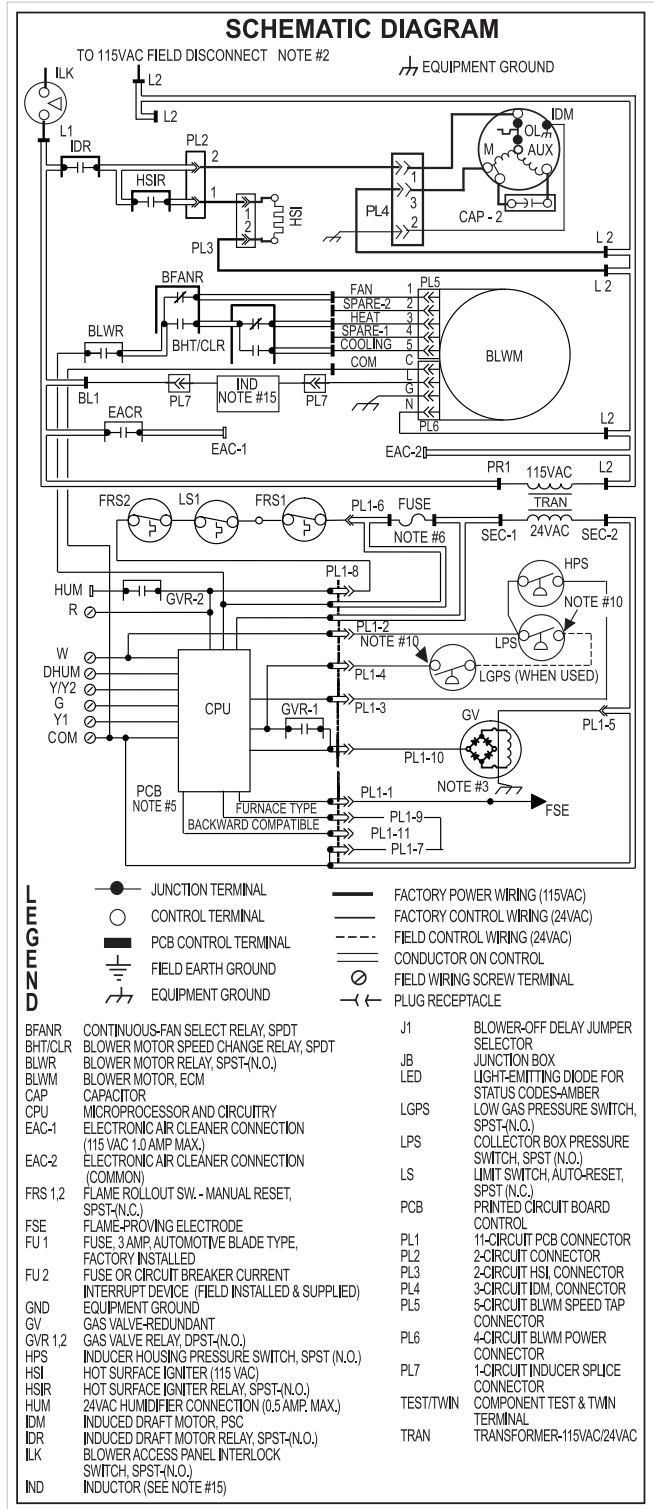 SCHEMATIC DIAGRAM
TO 115VAC FIELD DISCONNECT NOTE #2
EQUIPMENT GROUND
ILK
L2
L2
L1
IDR
PL2
2
1
HSIR
1
2
HSI
PL3
PL4
1
3
2
IDM
OL
M
AUX
CAP - 2
L 2
L 2
BFANR
FAN 1
SPARE-2 2
HEAT 3
SPARE-1 4
COOLING 5
PL5
BLWR
BHT/CLR
COM C
L
G
N
BLWM
BL1
PL7
IND
NOTE #15
PL7
PL6
L2
EACR
EAC-1
EAC-2
PR1
115VAC
L2
TRAN
24VAC
SEC-1
SEC-2
FRS2
LS1
FRS1
PL1-6
FUSE
NOTE #6
HUM
GVR-2
PL1-8
HPS
NOTE #10
R
PL1-2
NOTE #10
LPS
W
DHUM
Y/Y2
G
Y1
COM
CPU
PL1-4
LGPS (WHEN USED)
PL1-3
GVR-1
GV
PL1-5
PL1-10
NOTE #3
PCB
NOTE #5
FURNACE TYPE
BACKWARD COMPATIBLE
PL1-1
FSE
PL1-9
PL1-11
PL1-7
LEGEND
JUNCTION TERMINAL
CONTROL TERMINAL
PCB CONTROL TERMINAL
FIELD EARTH GROUND
EQUIPMENT GROUND
FACTORY POWER WIRING (115VAC)
FACTORY CONTROL WIRING (24VAC)
FIELD CONTROL WIRING (24VAC)
CONDUCTOR ON CONTROL
FIELD WIRING SCREW TERMINAL
PLUG RECEPTACLE
BFANR CONTINUOUS-FAN SELECT RELAY, SPDT
BHT/CLR BLOWER MOTOR SPEED CHANGE RELAY, SPDT
BLWR BLOWER MOTOR RELAY, SPST-(N.O.)
BLWM BLOWER MOTOR, ECM
CAP CAPACITOR
CPU MICROPROCESSOR AND CIRCUITRY
EAC-1 ELECTRONIC AIR CLEANER CONNECTION
(115 VAC 1.0 AMP MAX.)
EAC-2 ELECTRONIC AIR CLEANER CONNECTION
(COMMON)
FRS 1,2 FLAME ROLLOUT SW. - MANUAL RESET,
SPST-(N.C.)
FSE FLAME-PROVING ELECTRODE
FU 1 FUSE, 3 AMP, AUTOMOTIVE BLADE TYPE,
FACTORY INSTALLED
FU 2 FUSE OR CIRCUIT BREAKER CURRENT
INTERRUPT DEVICE (FIELD INSTALLED & SUPPLIED)
GND EQUIPMENT GROUND
GV GAS VALVE-REDUNDANT
GVR 1,2 GAS VALVE RELAY, DPST-(N.O.)
HPS INDUCER HOUSING PRESSURE SWITCH, SPST (N.O.)
HSI HOT SURFACE IGNITER (115 VAC)
HSIR HOT SURFACE IGNITER RELAY, SPST-(N.O.)
HUM 24VAC HUMIDIFIER CONNECTION (0.5 AMP. MAX.)
IDM INDUCED DRAFT MOTOR, PSC
IDR INDUCED DRAFT MOTOR RELAY, SPST-(N.O.)
ILK BLOWER ACCESS PANEL INTERLOCK
SWITCH, SPST-(N.O.)
IND INDUCTOR (SEE NOTE #15)
J1 BLOWER-OFF DELAY JUMPER
SELECTOR
JB JUNCTION BOX
LED LIGHT-EMITTING DIODE FOR
STATUS CODES-AMBER
LGPS LOW GAS PRESSURE SWITCH,
SPST-(N.O.)
LPS COLLECTOR BOX PRESSURE
SWITCH, SPST (N.O.)
LS LIMIT SWITCH, AUTO-RESET,
SPST (N.C.)
PCB PRINTED CIRCUIT BOARD
CONTROL
PL1 11-CIRCUIT PCB CONNECTOR
PL2 2-CIRCUIT CONNECTOR
PL3 2-CIRCUIT HSI, CONNECTOR
PL4 3-CIRCUIT IDM, CONNECTOR
PL5 5-CIRCUIT BLWM SPEED TAP
CONNECTOR
PL6 4-CIRCUIT BLWM POWER
CONNECTOR
PL7 1-CIRCUIT INDUCER SPLICE
CONNECTOR
TEST/TWIN COMPONENT TEST & TWIN
TERMINAL
TRAN TRANSFORMER-115VAC/24VAC